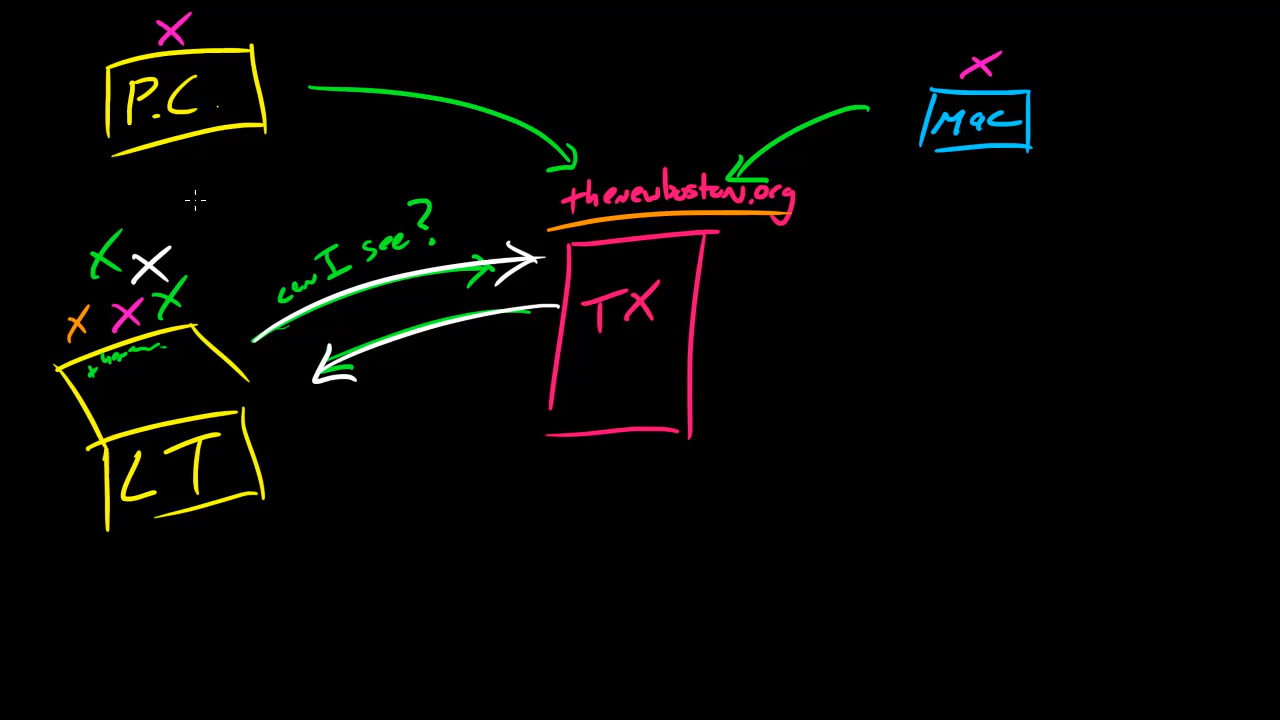 X
P.C.
X
Mac
thenewboston.org
can I see?
X X
X X X
TX
LT